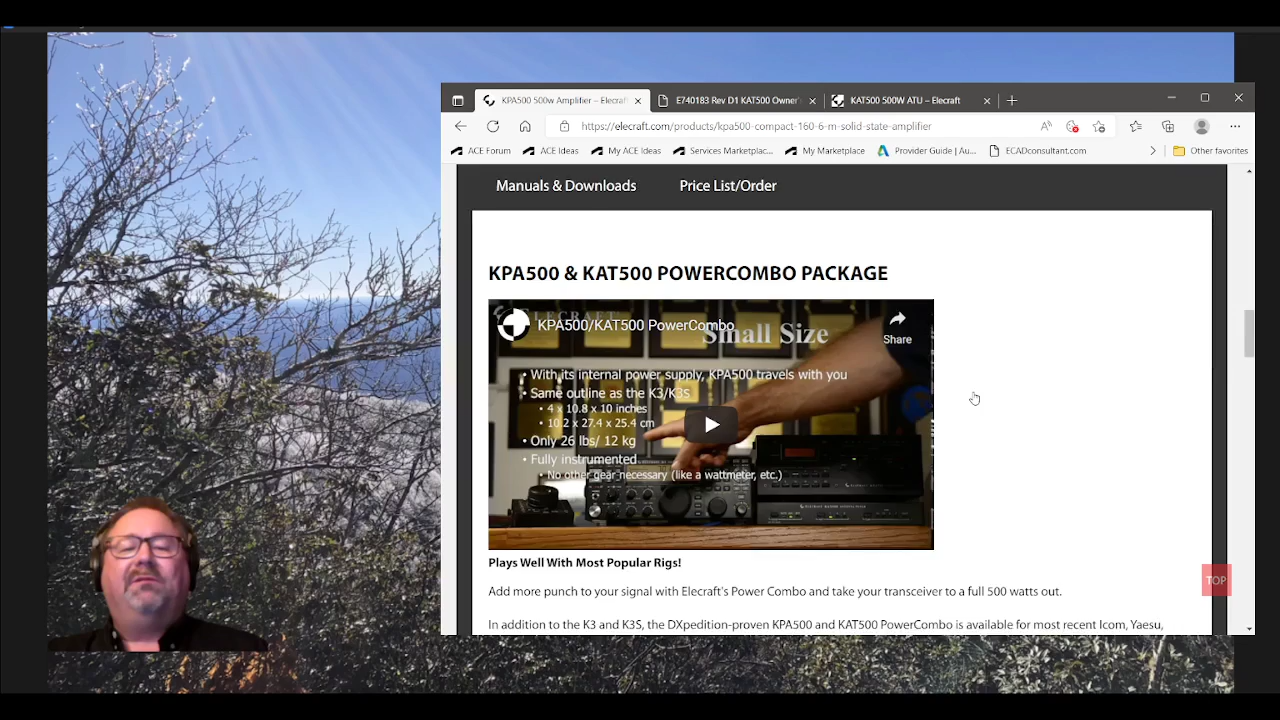 KPA500 500w Amplifier – Elecraft
E740183 Rev D1 KAT500 Owner'
KAT500 500W ATU – Elecraft
https://elecraft.com/products/kpa500-compact-160-6-m-solid-state-amplifier
ACE Forum
ACE Ideas
My ACE Ideas
Services Marketplac...
My Marketplace
Provider Guide | Au...
ECADconsultant.com
Other favorites
Manuals & Downloads
Price List/Order
KPA500 & KAT500 POWERCOMBO PACKAGE
ELECRAFT
KPA500/KAT500 PowerCombo
Small Size
Share
• With its internal power supply, KPA500 travels with you
• Same outline as the K3/K3S
• 4 x 10.8 x 10 inches
• 10.2 x 27.4 x 25.4 cm
• Only 26 lbs/ 12 kg
• Fully instrumented
• No other gear necessary (like a wattmeter, etc.)
Plays Well With Most Popular Rigs!
TOP
Add more punch to your signal with Elecraft's Power Combo and take your transceiver to a full 500 watts out.
In addition to the K3 and K3S, the DXpedition-proven KPA500 and KAT500 PowerCombo is available for most recent Icom, Yaesu,